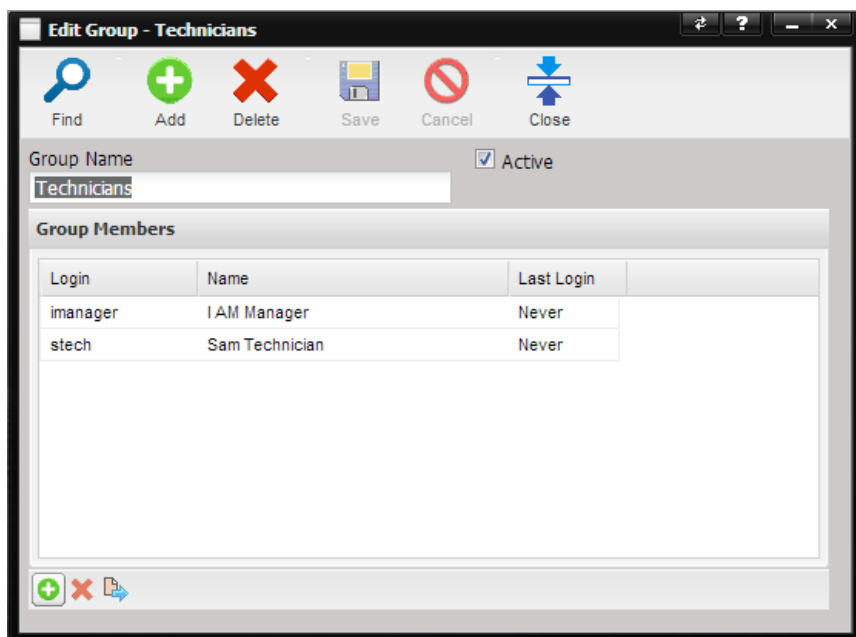 Edit Group - Technicians ?
Find Add Delete Save Cancel Close
Group Name Active
Technicians
Group Members
Login Name Last Login
imanager I AM Manager Never
stech Sam Technician Never